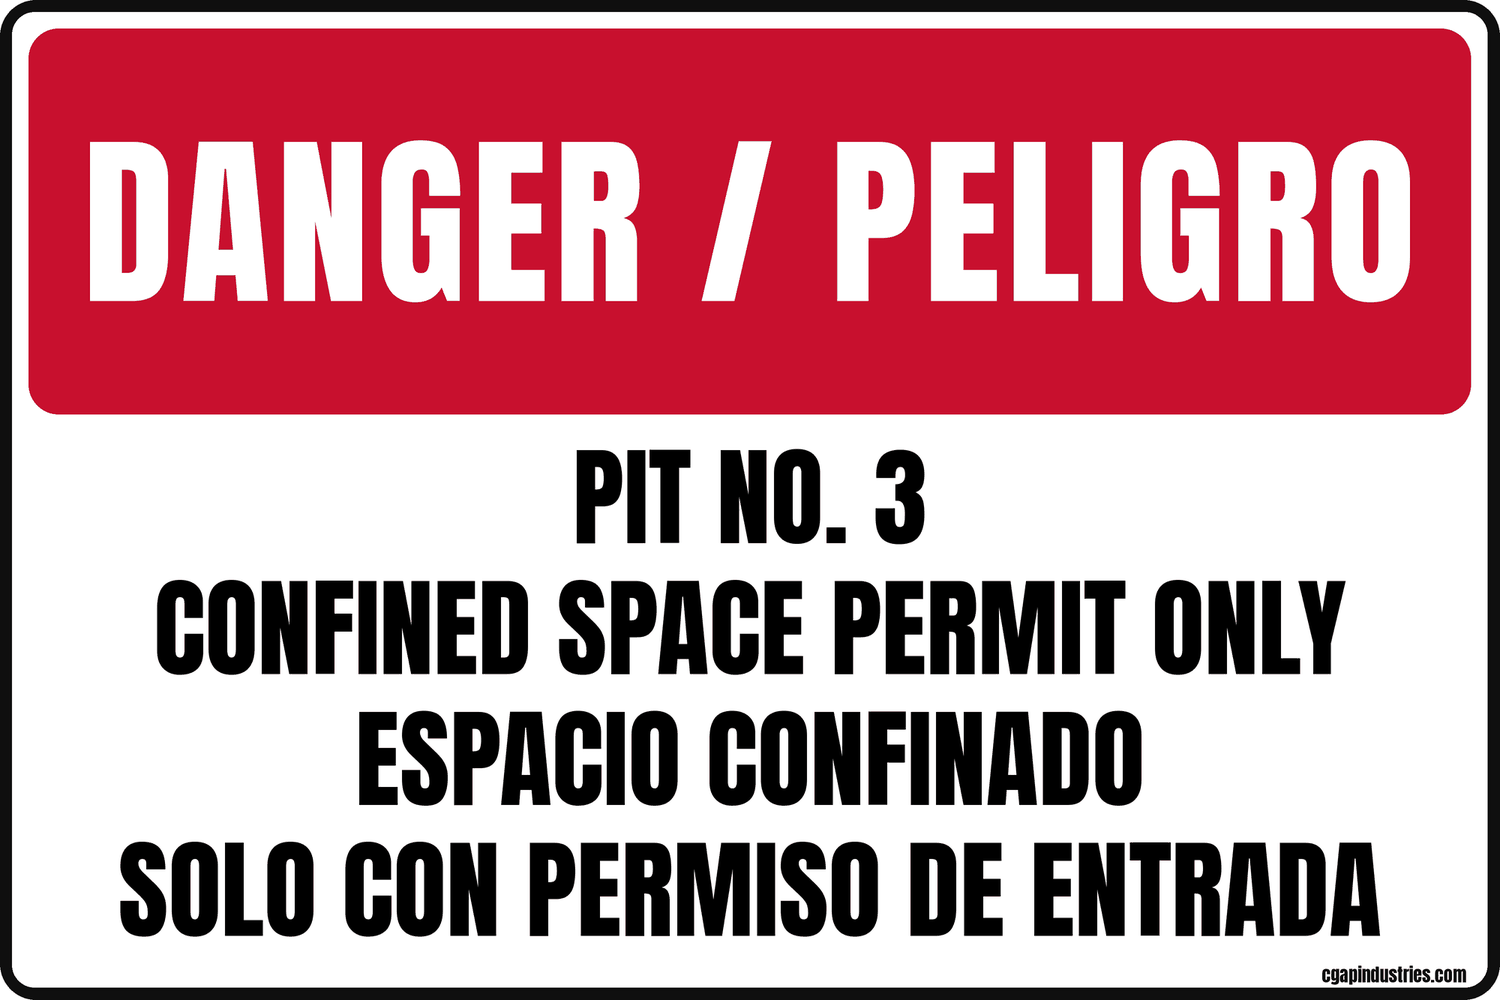 DANGER / PELIGRO
PIT NO. 3
CONFINED SPACE PERMIT ONLY
ESPACIO CONFINADO
SOLO CON PERMISO DE ENTRADA
cgapindustries.com